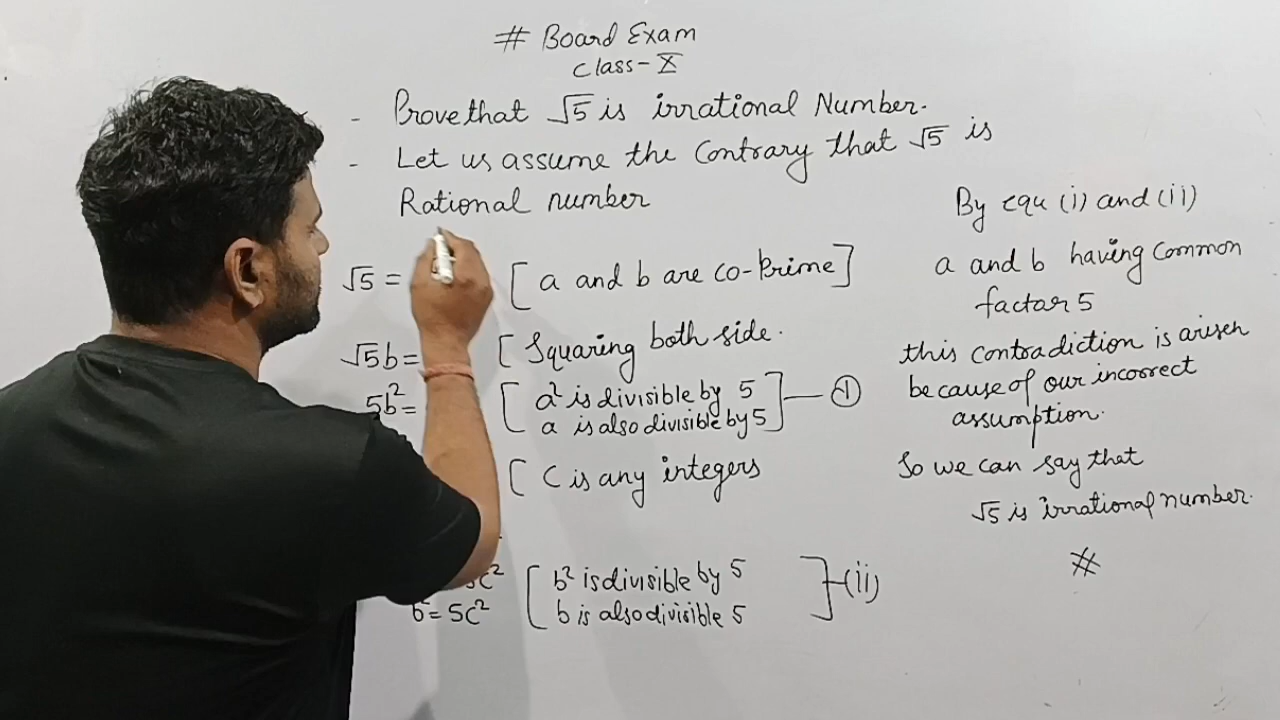 # Board Exam
Class-X
- Prove that √5 is irrational Number.
- Let us assume the Contrary that √5 is
Rational number
√5 = [a and b are co-Prime]
√5b= [Squaring both side.
5b²= [a² is divisible by 5
a is also divisible by 5] — ①
[C is any integers
5c² [b² is divisible by 5
b² = 5c² b is also divisible 5] -(ii)
By equ (i) and (ii)
a and b having Common
factor 5
this contradiction is arisen
because of our incorrect
assumption.
So we can say that
√5 is irrational number.
#